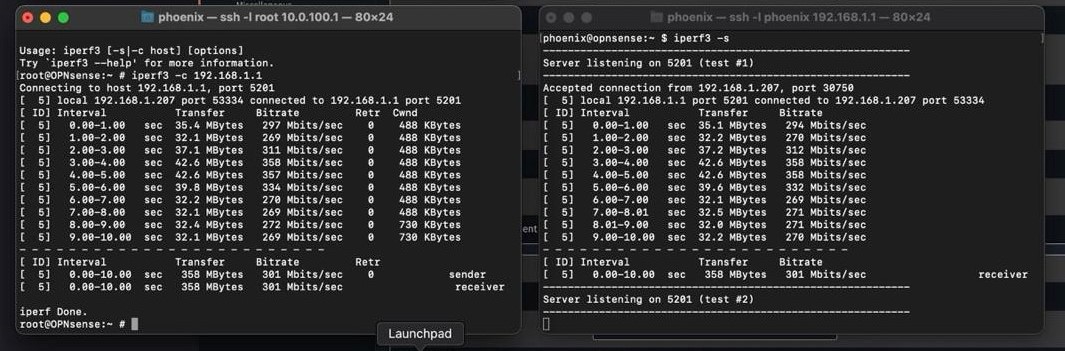 phoenix — ssh -l root 10.0.100.1 — 80×24
Usage: iperf3 [-s|-c host] [options]
Try `iperf3 --help' for more information.
root@OPNsense:~ # iperf3 -c 192.168.1.1
Connecting to host 192.168.1.1, port 5201
[  5] local 192.168.1.207 port 53334 connected to 192.168.1.1 port 5201
[ ID] Interval           Transfer     Bitrate         Retr  Cwnd
[  5]   0.00-1.00   sec  35.4 MBytes   297 Mbits/sec    0    488 KBytes
[  5]   1.00-2.00   sec  32.1 MBytes   269 Mbits/sec    0    488 KBytes
[  5]   2.00-3.00   sec  37.1 MBytes   311 Mbits/sec    0    488 KBytes
[  5]   3.00-4.00   sec  42.6 MBytes   358 Mbits/sec    0    488 KBytes
[  5]   4.00-5.00   sec  42.6 MBytes   357 Mbits/sec    0    488 KBytes
[  5]   5.00-6.00   sec  39.8 MBytes   334 Mbits/sec    0    488 KBytes
[  5]   6.00-7.00   sec  32.2 MBytes   270 Mbits/sec    0    488 KBytes
[  5]   7.00-8.00   sec  32.1 MBytes   269 Mbits/sec    0    488 KBytes
[  5]   8.00-9.00   sec  32.4 MBytes   272 Mbits/sec    0    730 KBytes
[  5]   9.00-10.00  sec  32.1 MBytes   269 Mbits/sec    0    730 KBytes
- - - - - - - - - - - - - - - - - - - - - - - - -
[ ID] Interval           Transfer     Bitrate         Retr
[  5]   0.00-10.00  sec   358 MBytes   301 Mbits/sec    0             sender
[  5]   0.00-10.00  sec   358 MBytes   301 Mbits/sec                  receiver
iperf Done.
root@OPNsense:~ #
phoenix — ssh -l phoenix 192.168.1.1 — 80×24
phoenix@opnsense:~ $ iperf3 -s
-----------------------------------------------------------
Server listening on 5201 (test #1)
-----------------------------------------------------------
Accepted connection from 192.168.1.207, port 30750
[  5] local 192.168.1.1 port 5201 connected to 192.168.1.207 port 53334
[ ID] Interval           Transfer     Bitrate
[  5]   0.00-1.00   sec  35.1 MBytes   294 Mbits/sec
[  5]   1.00-2.00   sec  32.2 MBytes   270 Mbits/sec
[  5]   2.00-3.00   sec  37.2 MBytes   312 Mbits/sec
[  5]   3.00-4.00   sec  42.6 MBytes   358 Mbits/sec
[  5]   4.00-5.00   sec  42.6 MBytes   358 Mbits/sec
[  5]   5.00-6.00   sec  39.6 MBytes   332 Mbits/sec
[  5]   6.00-7.00   sec  32.1 MBytes   269 Mbits/sec
[  5]   7.00-8.01   sec  32.5 MBytes   271 Mbits/sec
[  5]   8.01-9.00   sec  32.0 MBytes   271 Mbits/sec
[  5]   9.00-10.00  sec  32.2 MBytes   270 Mbits/sec
- - - - - - - - - - - - - - - - - - - - - - - - -
[ ID] Interval           Transfer     Bitrate
[  5]   0.00-10.00  sec   358 MBytes   301 Mbits/sec                  receiver
-----------------------------------------------------------
Server listening on 5201 (test #2)
-----------------------------------------------------------
Launchpad